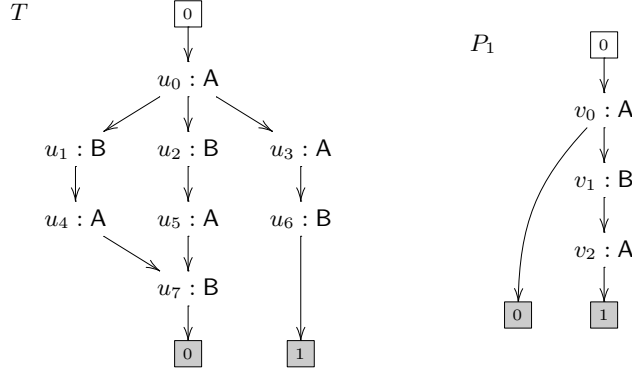 T 0
P₁ 0
u₀ : A
v₀ : A
u₁ : B u₂ : B u₃ : A
v₁ : B
u₄ : A u₅ : A u₆ : B
v₂ : A
u₇ : B
0 1
0 1